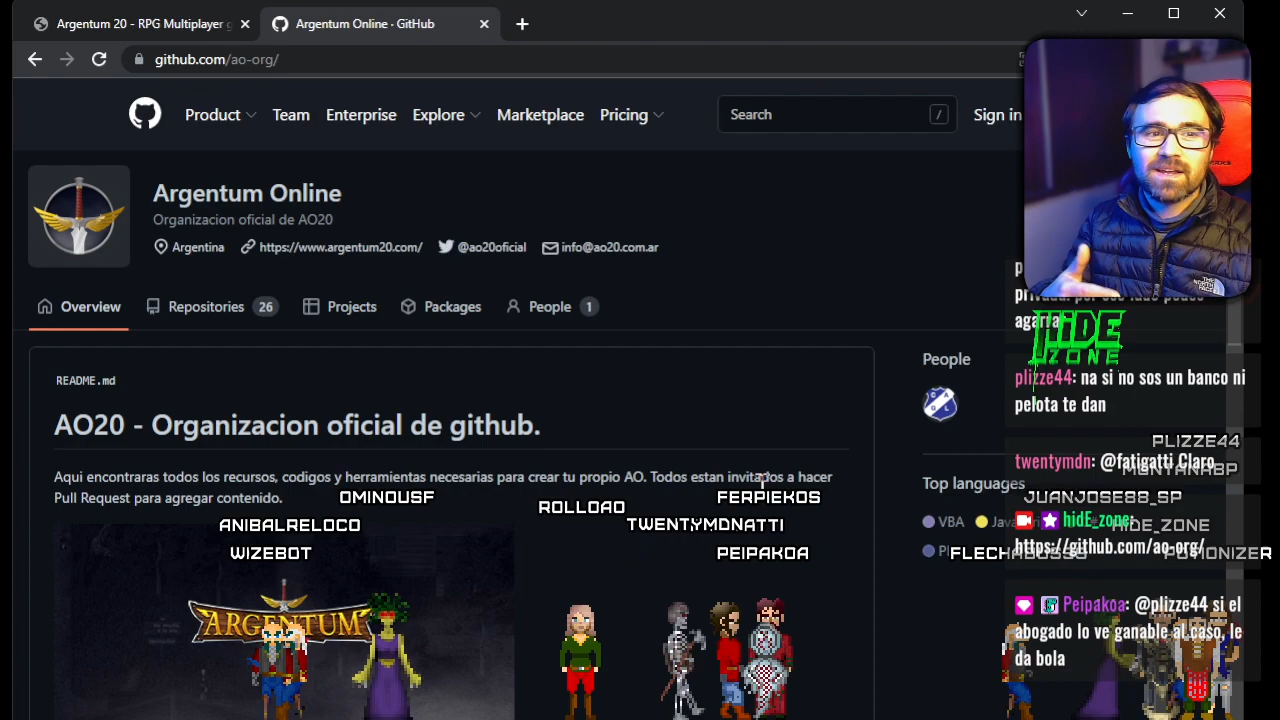 Argentum 20 - RPG Multiplayer g
Argentum Online · GitHub
github.com/ao-org/
Product
Team
Enterprise
Explore
Marketplace
Pricing
Search
/
Sign in
Argentum Online
Organizacion oficial de AO20
Argentina
https://www.argentum20.com/
@ao20oficial
info@ao20.com.ar
Overview
Repositories 26
Projects
Packages
People 1
README.md
AO20 - Organizacion oficial de github.
Aqui encontraras todos los recursos, codigos y herramientas necesarias para crear tu propio AO. Todos estan invitados a hacer
Pull Request para agregar contenido.
OMINOUSF
ANIBALRELOCO
WIZEBOT
ROLLOAD
FERPIEKOS
TWENTYMDNATTI
PEIPAKOA
ARGENTUM
People
Top languages
VBA
THE NORTH FACE
agarra
HiDE
ZONE
plizze44: na si no sos un banco ni
pelota te dan
PLIZZE44
twentymdn: @fatigatti Claro
JUANJOSE88_SP
hidE_zone:
HIDE_ZONE
https://github.com/ao-org/
POTIONIZER
Peipakoa: @plizze44 si el
abogado lo ve ganable al caso, le
da bola